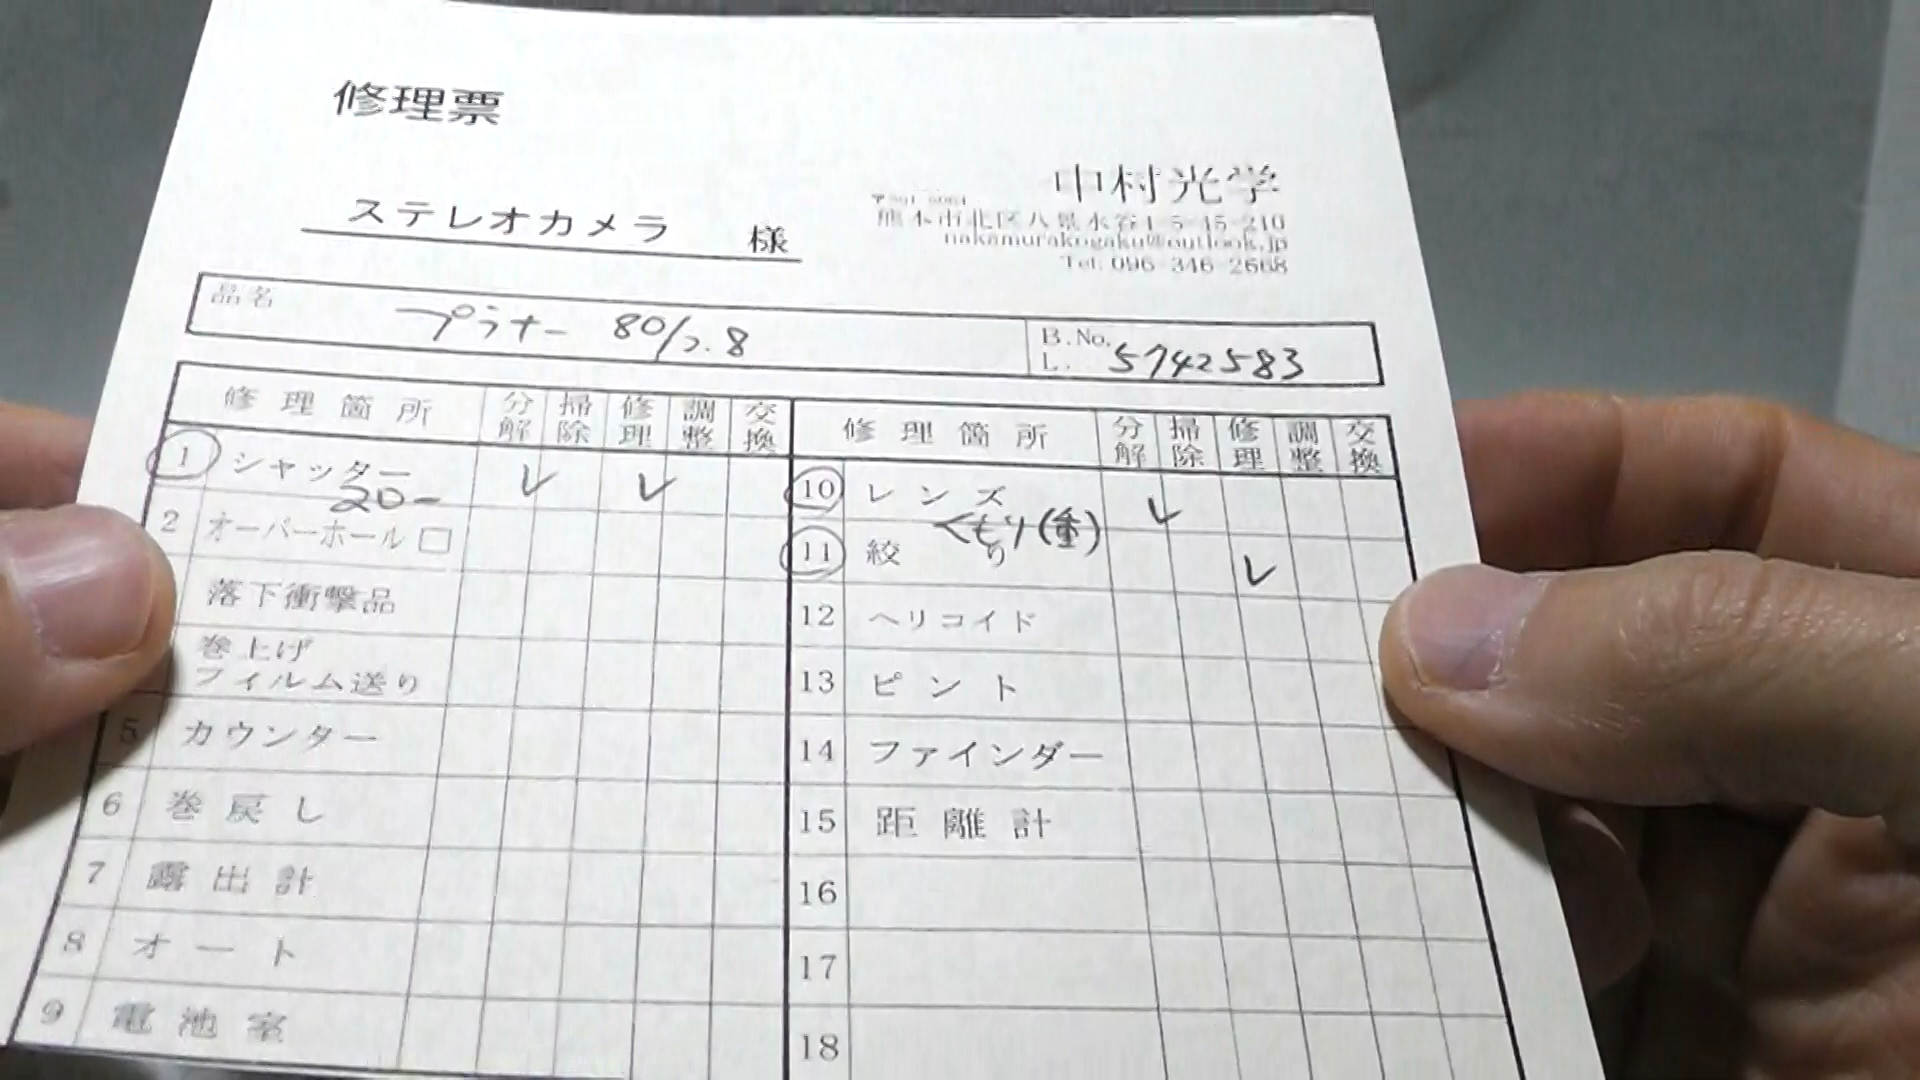 修理票
中村光学
熊本市北区八景水谷1-5-45-210
nakamurakogaku@outlook.jp
Tel: 096-346-2668
ステレオカメラ 様
品名 プラナー 80/2.8 B.No. L. 5742583
修理箇所 分解 掃除 修理 調整 交換 修理箇所 分解 掃除 修理 調整 交換
1 シャッター レ レ 10 レンズ レ
くもり(重)
2 オーバーホール□ 11 絞り レ
落下衝撃品 12 ヘリコイド
巻上げ
フィルム送り 13 ピント
5 カウンター 14 ファインダー
6 巻戻し 15 距離計
7 露出計 16
8 オート 17
9 電池室 18